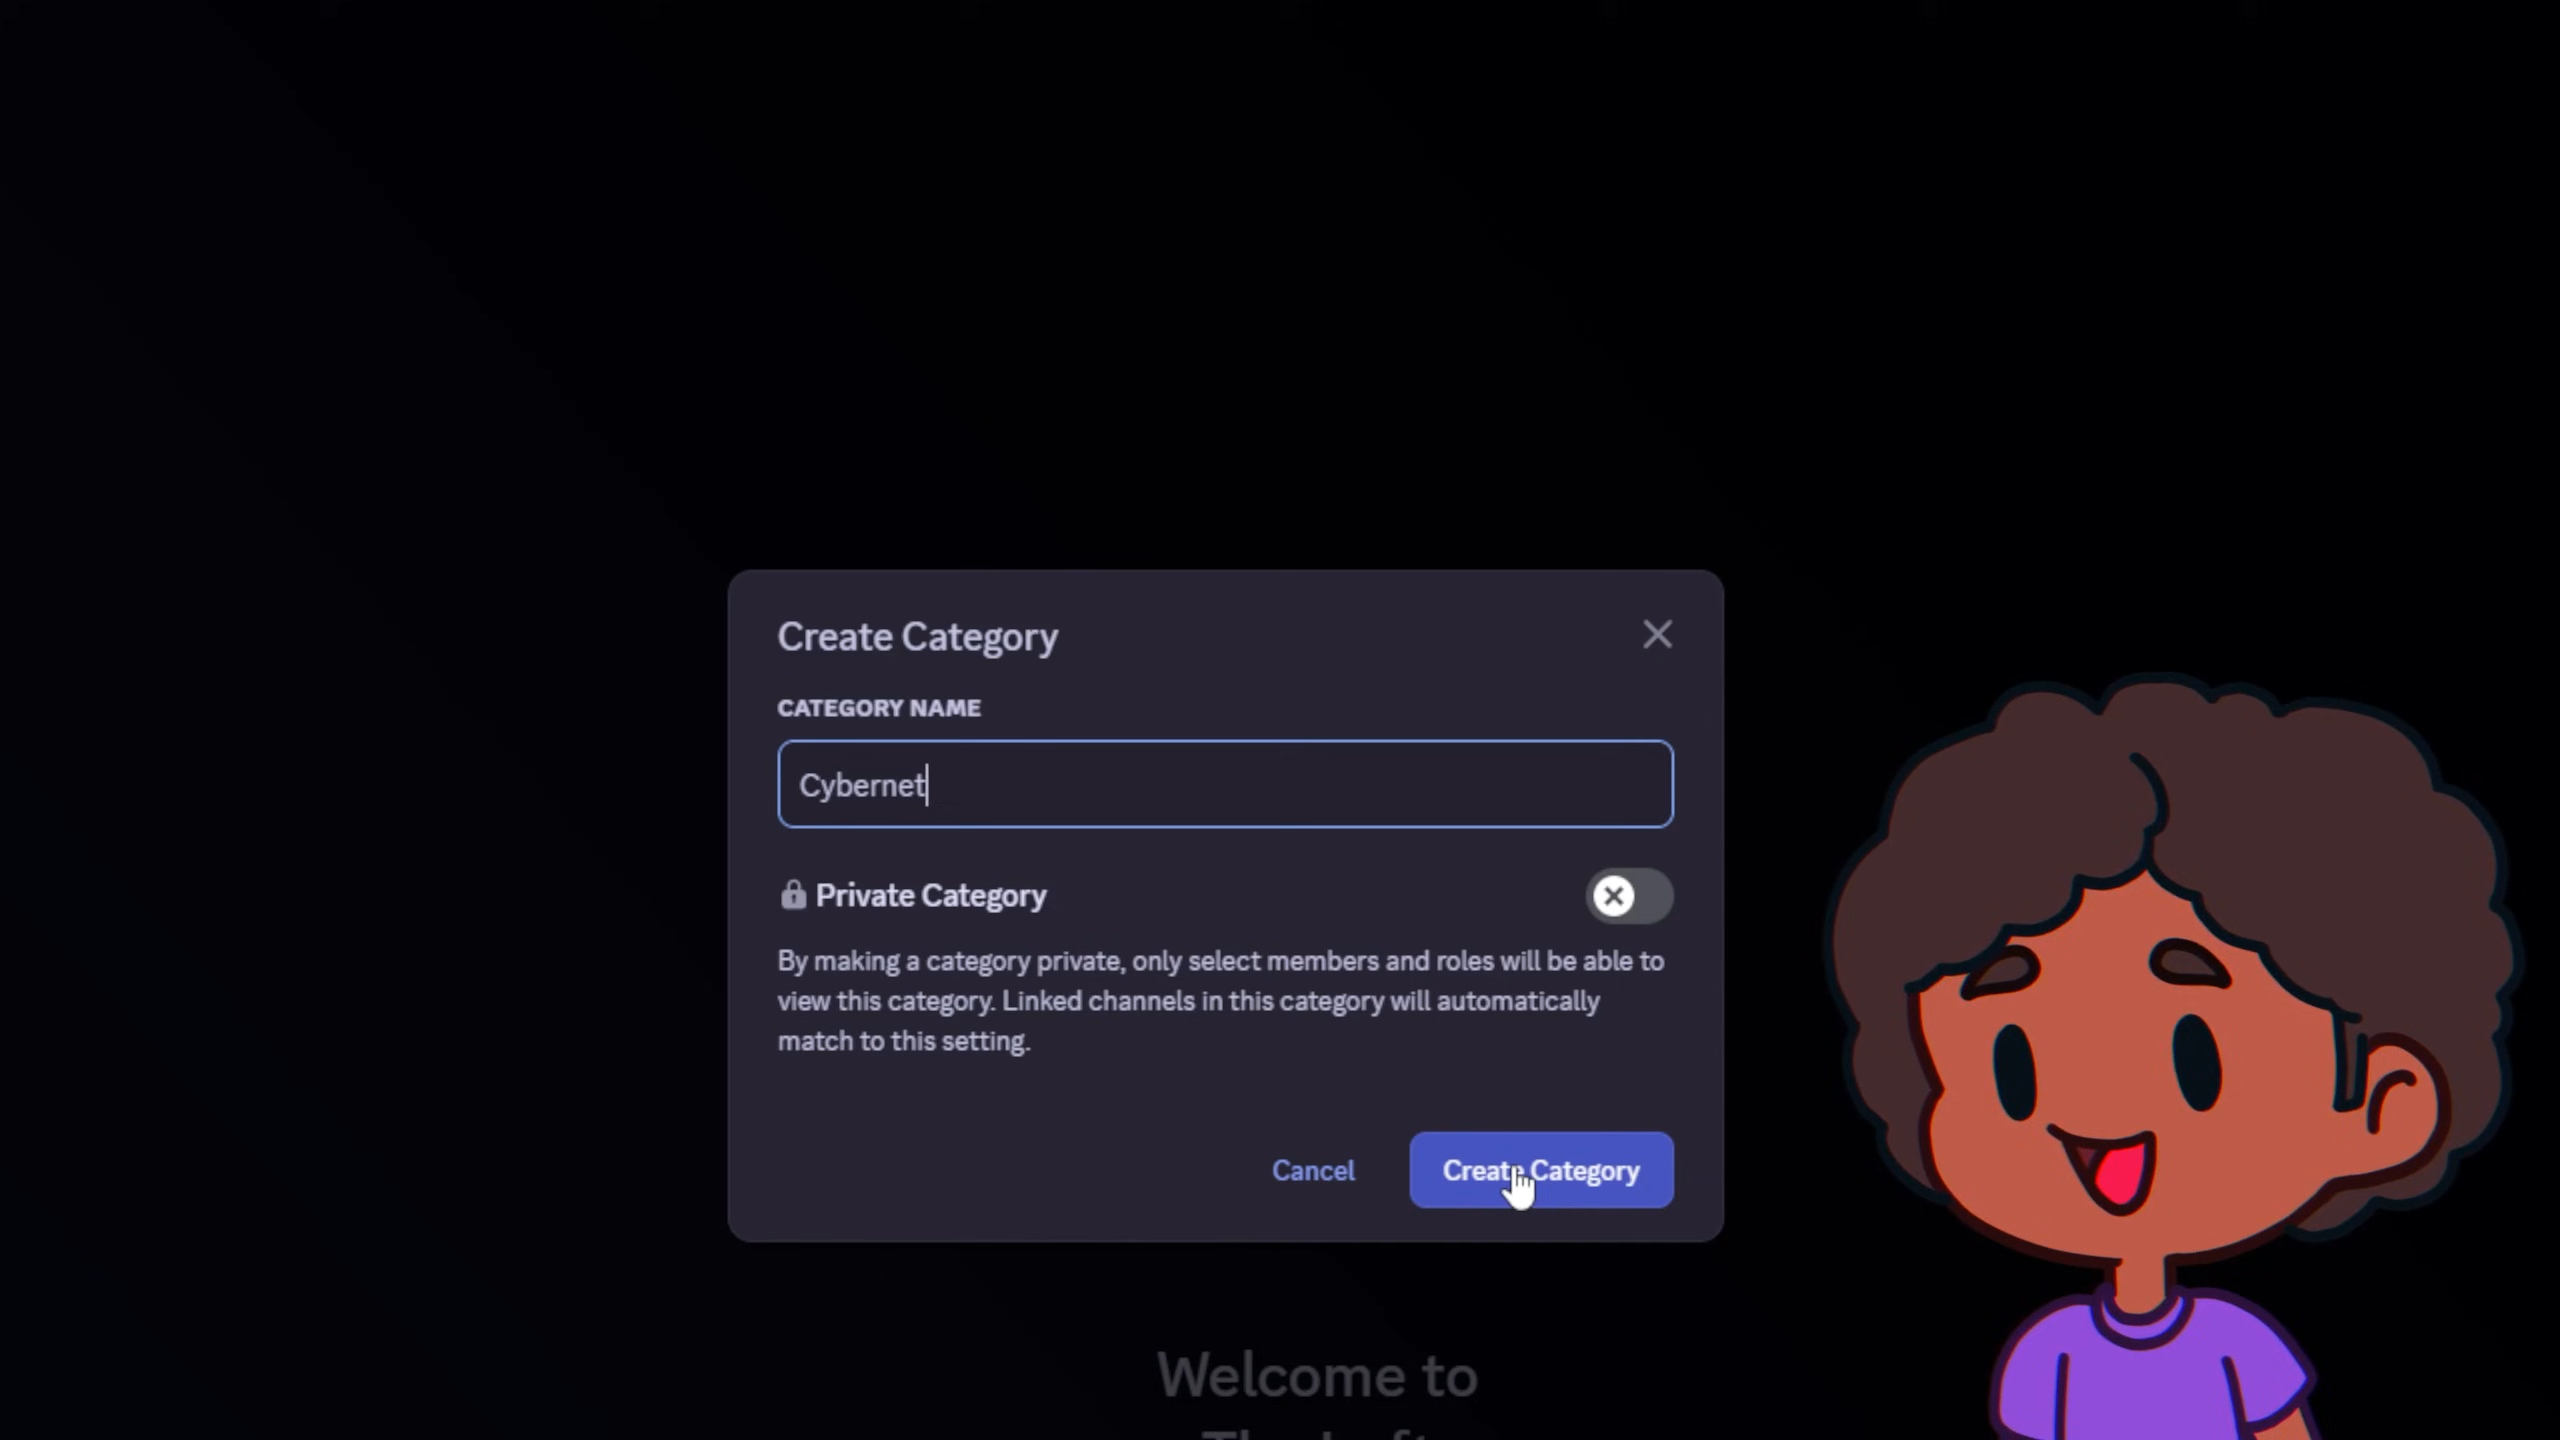 Create Category
CATEGORY NAME
Cybernet
Private Category
By making a category private, only select members and roles will be able to
view this category. Linked channels in this category will automatically
match to this setting.
Cancel
Create Category
Welcome to